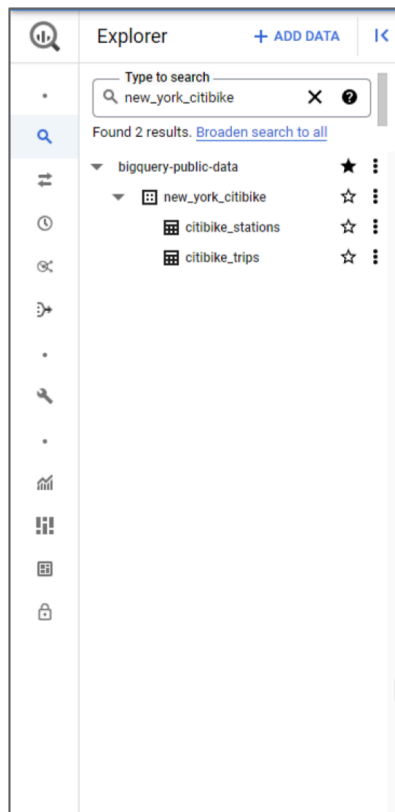 Explorer
+ ADD DATA
Type to search
new_york_citibike
Found 2 results. Broaden search to all
bigquery-public-data
new_york_citibike
citibike_stations
citibike_trips